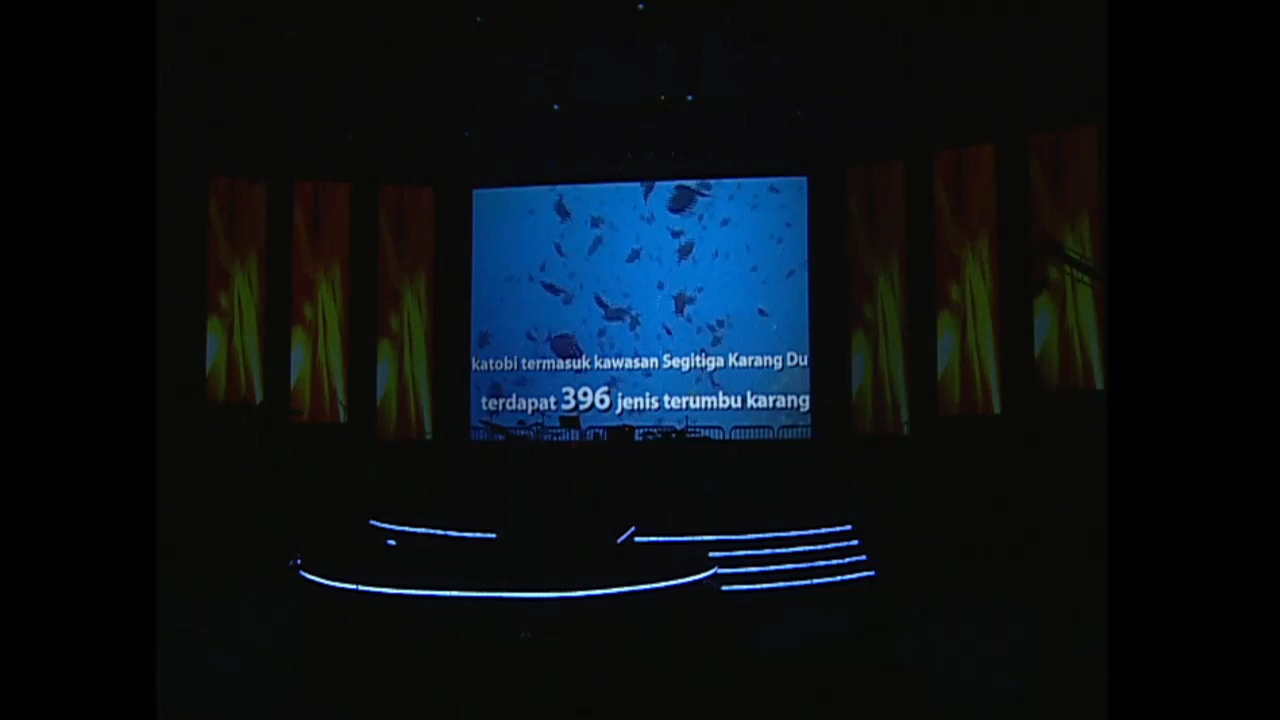 katobi termasuk kawasan Segitiga Karang Du
terdapat 396 jenis terumbu karang